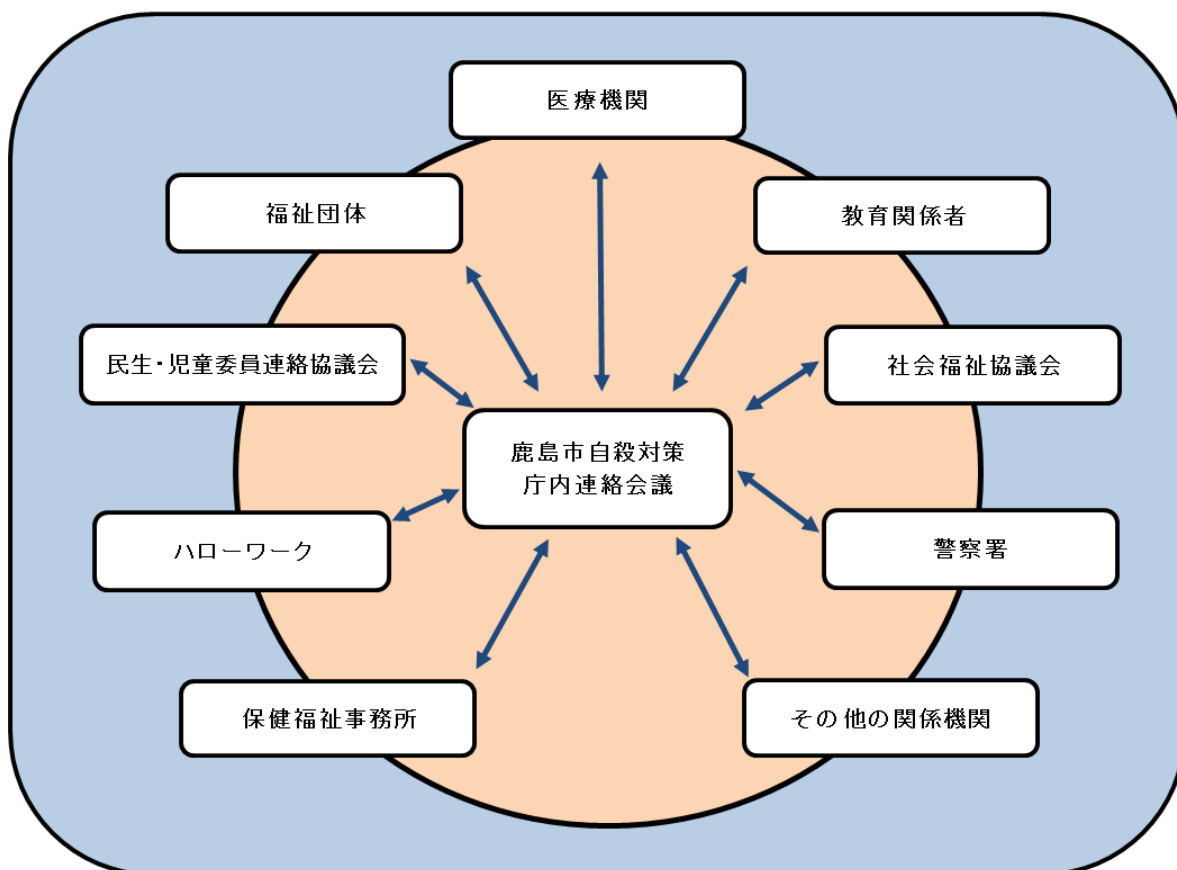 医療機関
福祉団体
教育関係者
民生・児童委員連絡協議会
社会福祉協議会
鹿島市自殺対策
庁内連絡会議
ハローワーク
警察署
保健福祉事務所
その他の関係機関